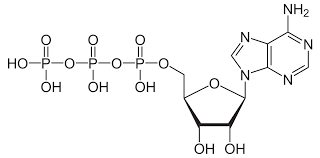 NH2
O O O N N
HO P O P O P O N N
OH OH OH O
OH OH